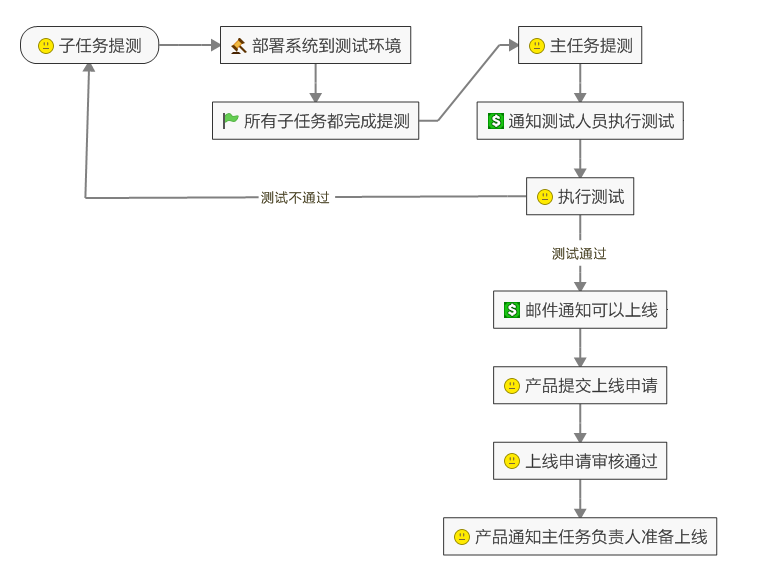 子任务提测
部署系统到测试环境
主任务提测
所有子任务都完成提测
通知测试人员执行测试
测试不通过
执行测试
测试通过
邮件通知可以上线
产品提交上线申请
上线申请审核通过
产品通知主任务负责人准备上线